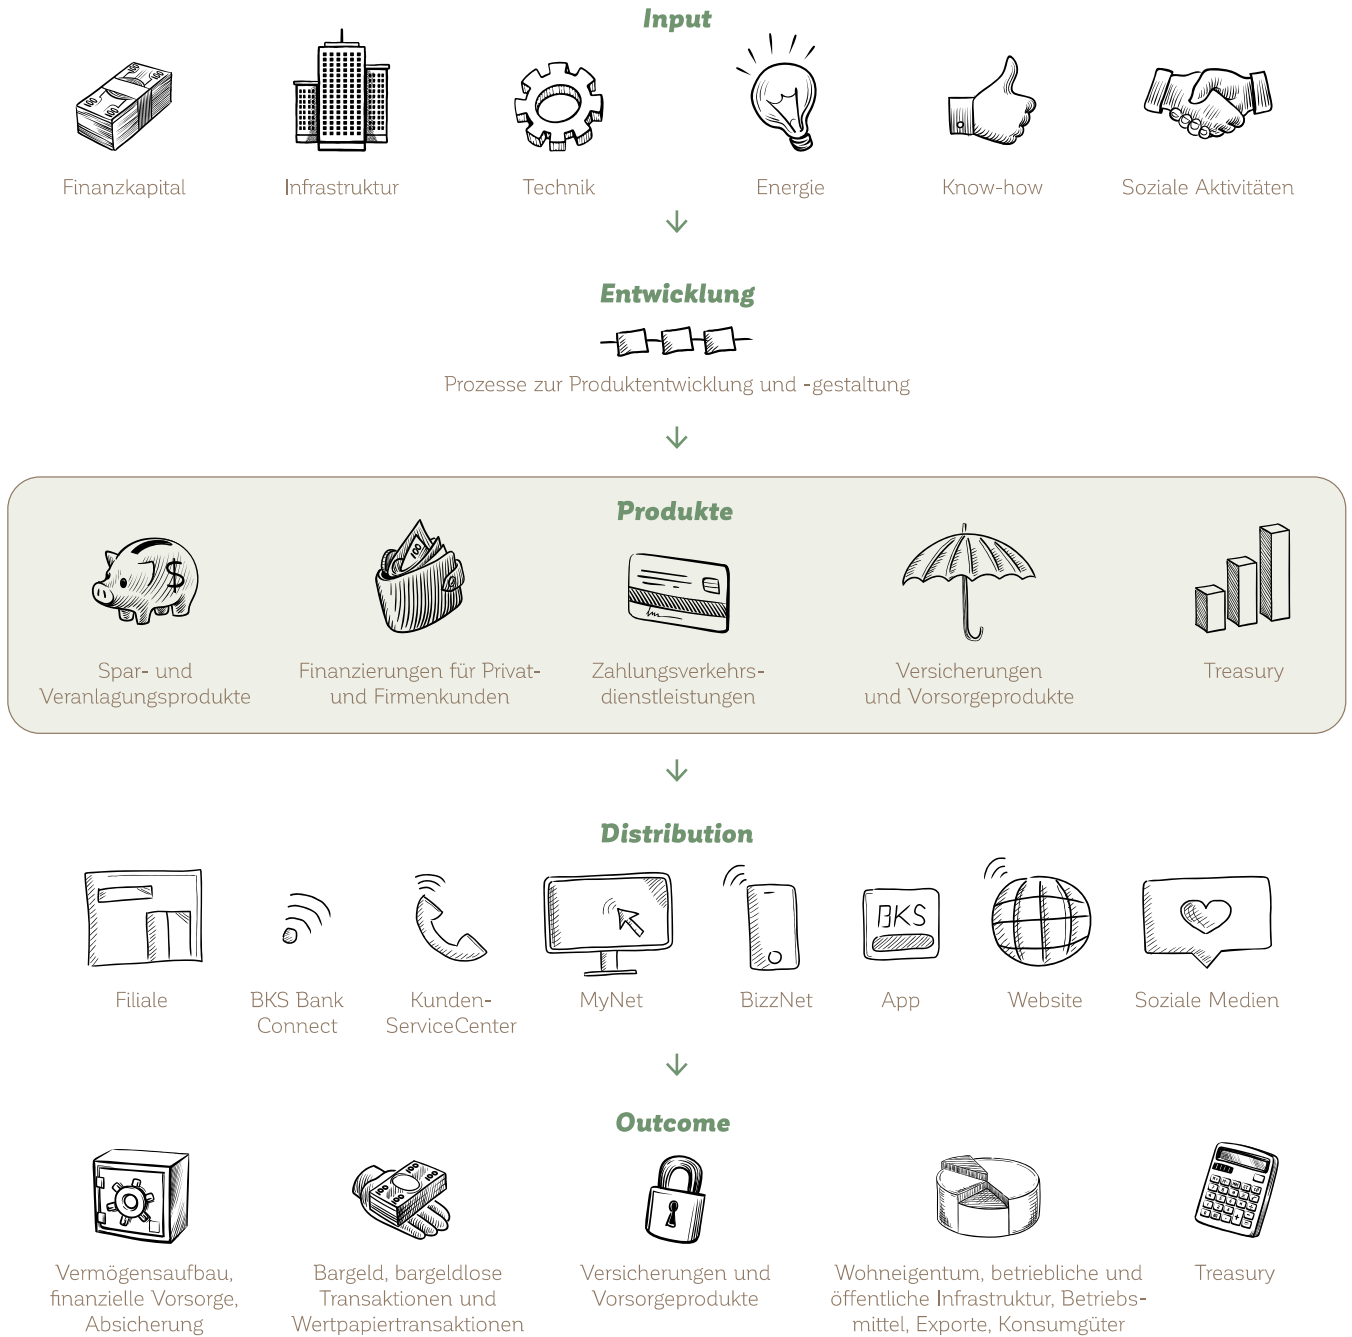 Input
Finanzkapital
Infrastruktur
Technik
Energie
Know-how
Soziale Aktivitäten
Entwicklung
Prozesse zur Produktentwicklung und -gestaltung
Produkte
$
100
Spar- und
Veranlagungsprodukte
Finanzierungen für Privat-
und Firmenkunden
Zahlungsverkehrs-
dienstleistungen
Versicherungen
und Vorsorgeprodukte
Treasury
Distribution
BKS
Filiale
BKS Bank
Connect
Kunden-
ServiceCenter
MyNet
BizzNet
App
Website
Soziale Medien
Outcome
100
100
Vermögensaufbau,
finanzielle Vorsorge,
Absicherung
Bargeld, bargeldlose
Transaktionen und
Wertpapiertransaktionen
Versicherungen und
Vorsorgeprodukte
Wohneigentum, betriebliche und
öffentliche Infrastruktur, Betriebs-
mittel, Exporte, Konsumgüter
Treasury